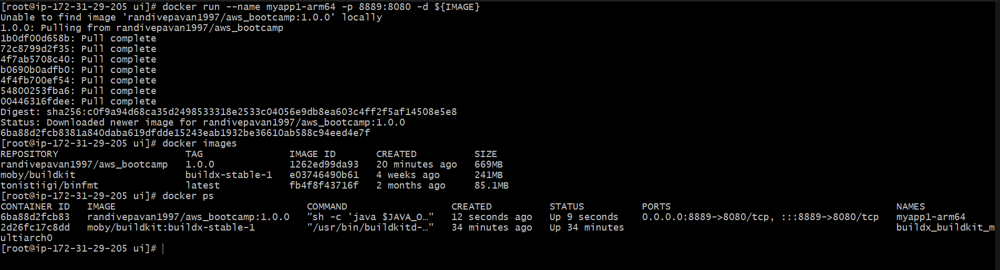 [root@ip-172-31-29-205 ui]# docker run --name myapp1-arm64 -p 8889:8080 -d ${IMAGE}
Unable to find image 'randivepavan1997/aws_bootcamp:1.0.0' locally
1.0.0: Pulling from randivepavan1997/aws_bootcamp
1b0df00d658b: Pull complete
72c8799d2f35: Pull complete
4f7ab5708c40: Pull complete
b0690b0adfb0: Pull complete
4f4fb700ef54: Pull complete
54800253fba6: Pull complete
00446316fdee: Pull complete
Digest: sha256:c0f9a94d68ca35d2498533318e2533c04056e9db8ea603c4ff2f5af14508e5e8
Status: Downloaded newer image for randivepavan1997/aws_bootcamp:1.0.0
6ba88d2fcb8381a840daba619dfdde15243eab1932be36610ab588c94eed4e7f
[root@ip-172-31-29-205 ui]# docker images
REPOSITORY                      TAG               IMAGE ID       CREATED          SIZE
randivepavan1997/aws_bootcamp   1.0.0             1262ed99da93   20 minutes ago   669MB
moby/buildkit                   buildx-stable-1   e03746490b61   4 weeks ago      241MB
tonistiigi/binfmt               latest            fb4f8f43716f   2 months ago     85.1MB
[root@ip-172-31-29-205 ui]# docker ps
CONTAINER ID   IMAGE                                 COMMAND                  CREATED          STATUS          PORTS                                       NAMES
6ba88d2fcb83   randivepavan1997/aws_bootcamp:1.0.0   "sh -c 'java $JAVA_O…"   12 seconds ago   Up 9 seconds    0.0.0.0:8889->8080/tcp, :::8889->8080/tcp   myapp1-arm64
2d26fc17c8dd   moby/buildkit:buildx-stable-1         "/usr/bin/buildkitd-…"   34 minutes ago   Up 34 minutes                                               buildx_buildkit_m
ultiarch0
[root@ip-172-31-29-205 ui]#